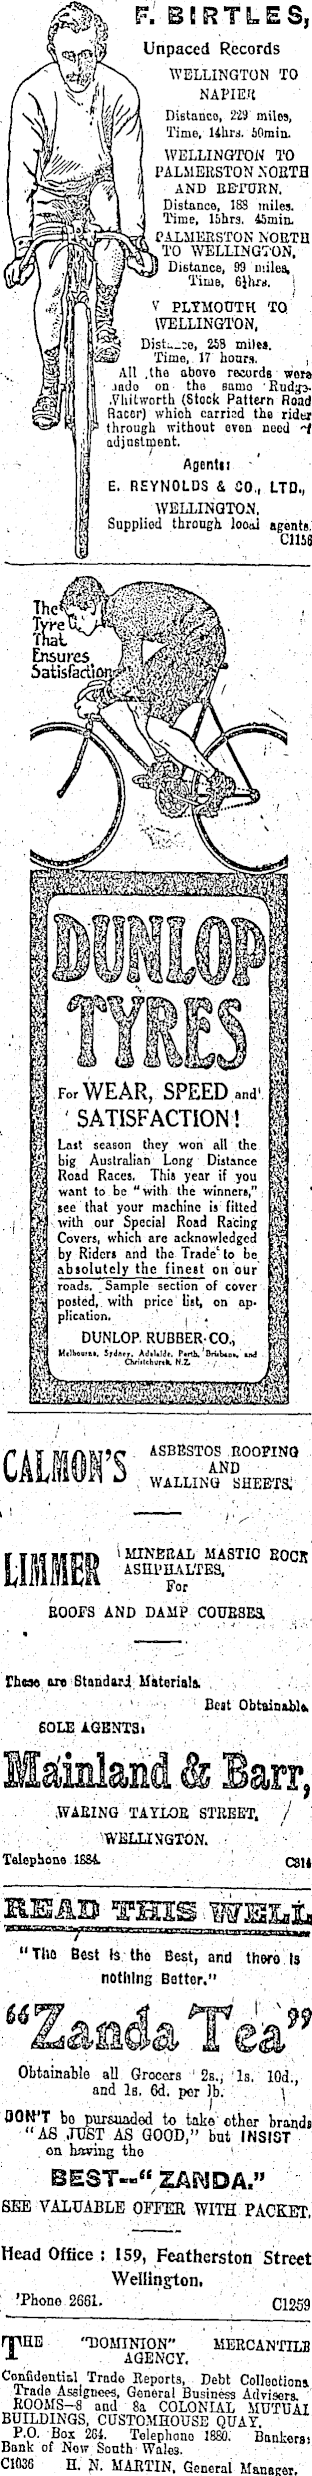 F. BIRTLES,
Unpaced Records
WELLINGTON TO
NAPIER
Distance, 229 miles,
Time, 14hrs. 50min.
WELLINGTON TO
PALMERSTON NORTH
AND RETURN.
Distance, 188 miles.
Time, 15hrs. 45min.
PALMERSTON NORTH
TO WELLINGTON,
Distance, 99 miles,
Time, 6½hrs.
PLYMOUTH TO
WELLINGTON,
258 miles.
Time, 17 hours.
All the above records were
on the same Rudge-
Whitworth (Stock Pattern Road
Racer) which carried the rider
through without even need of
adjustment.
Agents:
E. REYNOLDS & CO., LTD.,
WELLINGTON.
Supplied through local agents.
C1156
The
Tyre
That
Ensures
Satisfaction
DUNLOP
TYRES
For WEAR, SPEED and
SATISFACTION!
Last season they won all the
big Australian Long Distance
Road Races. This year if you
want to be "with the winners,"
see that your machine is fitted
with our Special Road Racing
Covers, which are acknowledged
by Riders and the Trade to be
absolutely the finest on our
roads. Sample section of cover
posted, with price list, on ap-
plication.
DUNLOP RUBBER CO.,
Melbourne, Sydney, Adelaide, Perth, Brisbane, and
Christchurch, N.Z.
CALMON'S
ASBESTOS ROOFING
AND
WALLING SHEETS.
LIMMER
MINERAL MASTIC ROCK
ASHPHALTES,
For
ROOFS AND DAMP COURSES.
These are Standard Materials.
Best Obtainable.
SOLE AGENTS:
Mainland & Barr,
WARING TAYLOR STREET,
WELLINGTON.
Telephone 1884.
C814
READ THIS WELL
"The Best is the Best, and there is
nothing Better."
"Zanda Tea"
Obtainable all Grocers 2s., 1s. 10d.,
and 1s. 6d. per lb.
DON'T be pursuaded to take other brands
"AS JUST AS GOOD," but INSIST
on having the
BEST--"ZANDA."
SEE VALUABLE OFFER WITH PACKET.
Head Office : 159, Featherston Street
Wellington.
'Phone 2661.
C1259
THE "DOMINION" MERCANTILE
AGENCY.
Confidential Trade Reports, Debt Collections,
Trade Assignees, General Business Advisers.
ROOMS—8 and 8a COLONIAL MUTUAL
BUILDINGS, CUSTOMHOUSE QUAY.
P.O. Box 264. Telephone 1880. Bankers:
Bank of New South Wales.
C1036 H. N. MARTIN, General Manager.